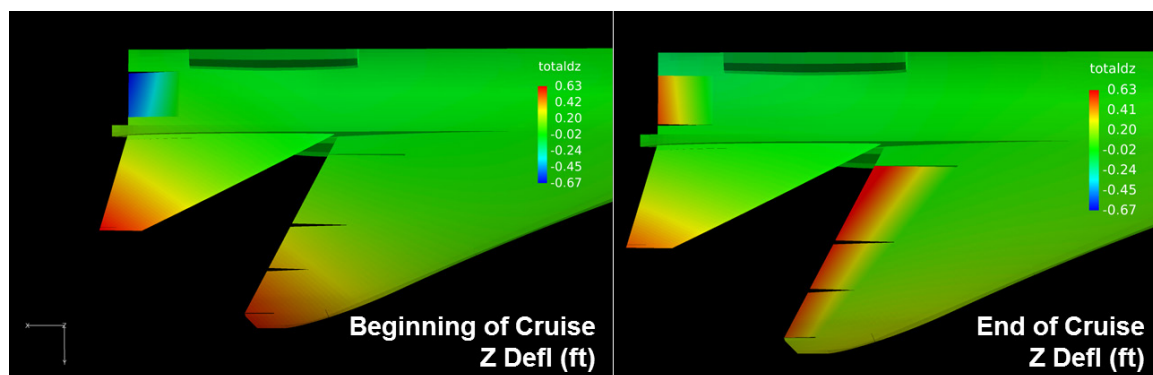 totaldz
0.63
0.42
0.20
-0.02
-0.24
-0.45
-0.67
Beginning of Cruise
Z Defl (ft)
x
z
totaldz
0.63
0.41
0.20
-0.02
-0.24
-0.45
-0.67
End of Cruise
Z Defl (ft)